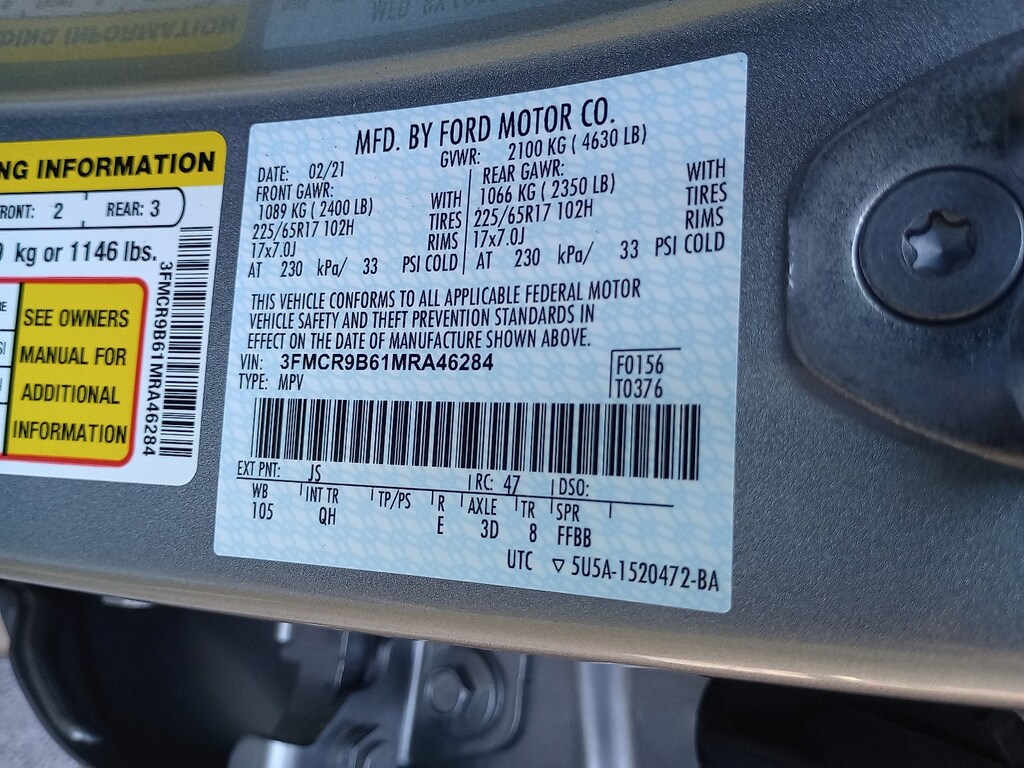 NG INFORMATION
RONT: 2 REAR: 3
kg or 1146 lbs.
SEE OWNERS
MANUAL FOR
ADDITIONAL
INFORMATION
3FMCR9B61MRA46284
MFD. BY FORD MOTOR CO.
DATE: 02/21 GVWR: 2100 KG ( 4630 LB)
FRONT GAWR: WITH REAR GAWR: WITH
1089 KG ( 2400 LB) TIRES 1066 KG ( 2350 LB) TIRES
225/65R17 102H RIMS 225/65R17 102H RIMS
17x7.0J 17x7.0J
AT 230 kPa/ 33 PSI COLD AT 230 kPa/ 33 PSI COLD
THIS VEHICLE CONFORMS TO ALL APPLICABLE FEDERAL MOTOR
VEHICLE SAFETY AND THEFT PREVENTION STANDARDS IN
EFFECT ON THE DATE OF MANUFACTURE SHOWN ABOVE.
VIN: 3FMCR9B61MRA46284 F0156
TYPE: MPV T0376
EXT PNT: JS RC: 47 DSO:
WB INT TR TP/PS R AXLE TR SPR
105 QH E 3D 8 FFBB
UTC ▽ 5U5A-1520472-BA